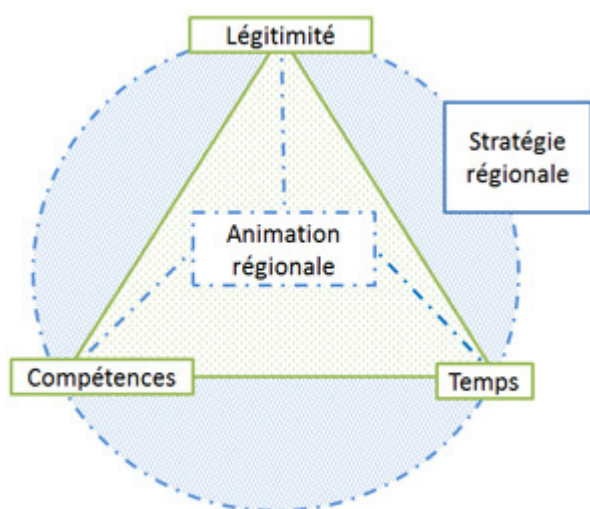 Légitimité
Stratégie
régionale
Animation
régionale
Compétences
Temps